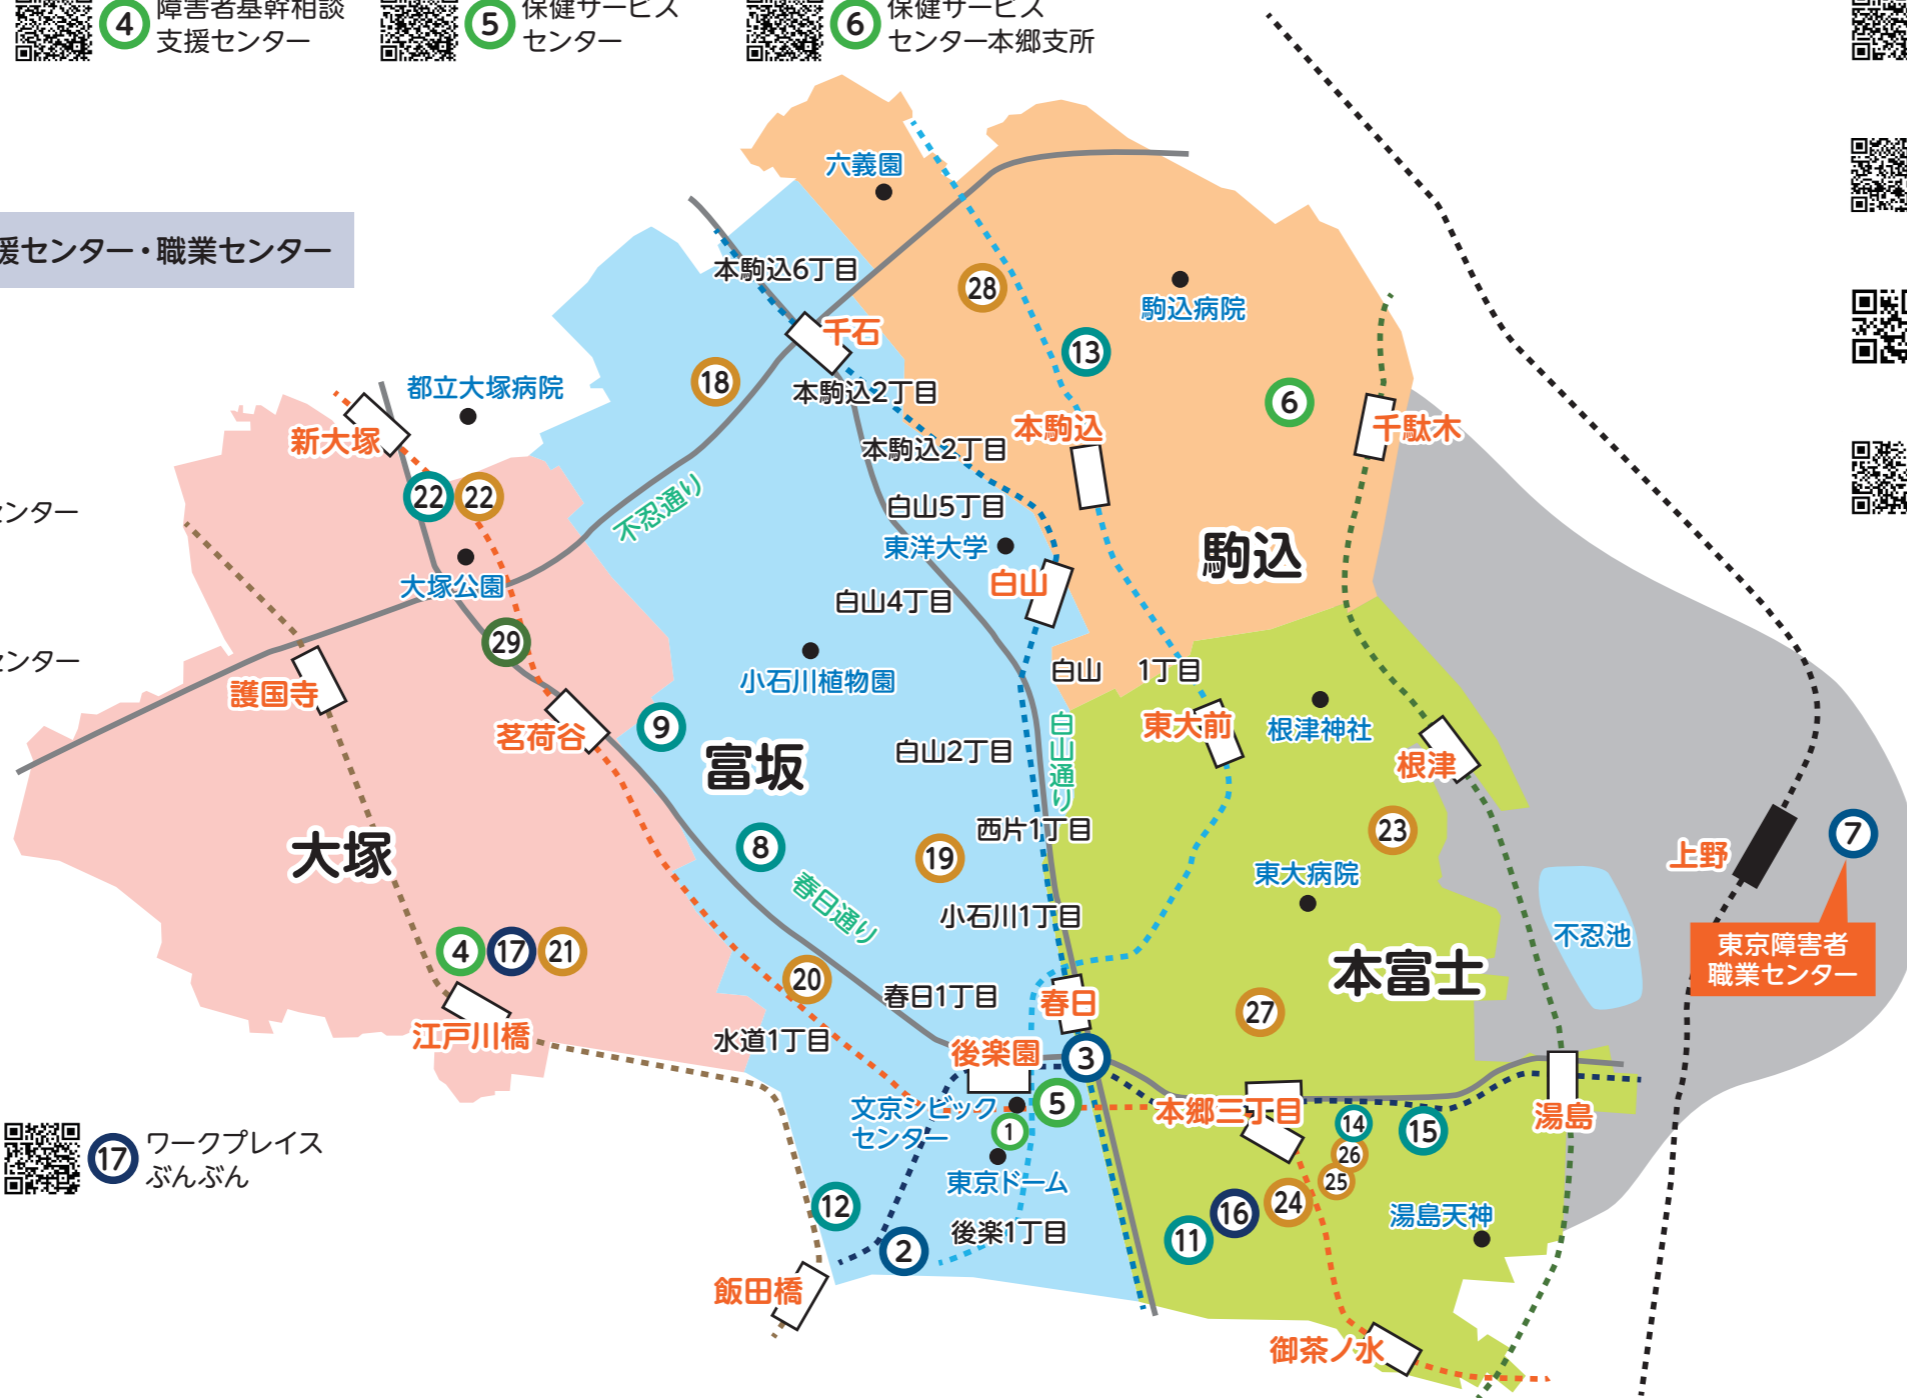 4
障害者基幹相談
支援センター
5
保健サービス
センター
6
保健サービス
センター本郷支所
援センター・職業センター
センター
センター
17
ワークプレイス
ぶんぶん
六義園
本駒込6丁目
28
駒込病院
千石
13
18
本駒込2丁目
都立大塚病院
6
新大塚
本駒込
千駄木
本駒込2丁目
22
22
不忍通り
白山5丁目
東洋大学
駒込
大塚公園
白山
白山4丁目
29
白山 1丁目
小石川植物園
護国寺
茗荷谷
9
富坂
白山2丁目
白山通り
東大前
根津神社
根津
大塚
8
19
西片1丁目
23
上野
7
春日通り
東大病院
小石川1丁目
不忍池
東京障害者
職業センター
4
17
21
20
春日1丁目
春日
本富士
27
江戸川橋
水道1丁目
後楽園
3
文京シビック
センター
5
1
本郷三丁目
14
15
湯島
26
25
東京ドーム
12
24
16
11
湯島天神
2
後楽1丁目
飯田橋
御茶ノ水